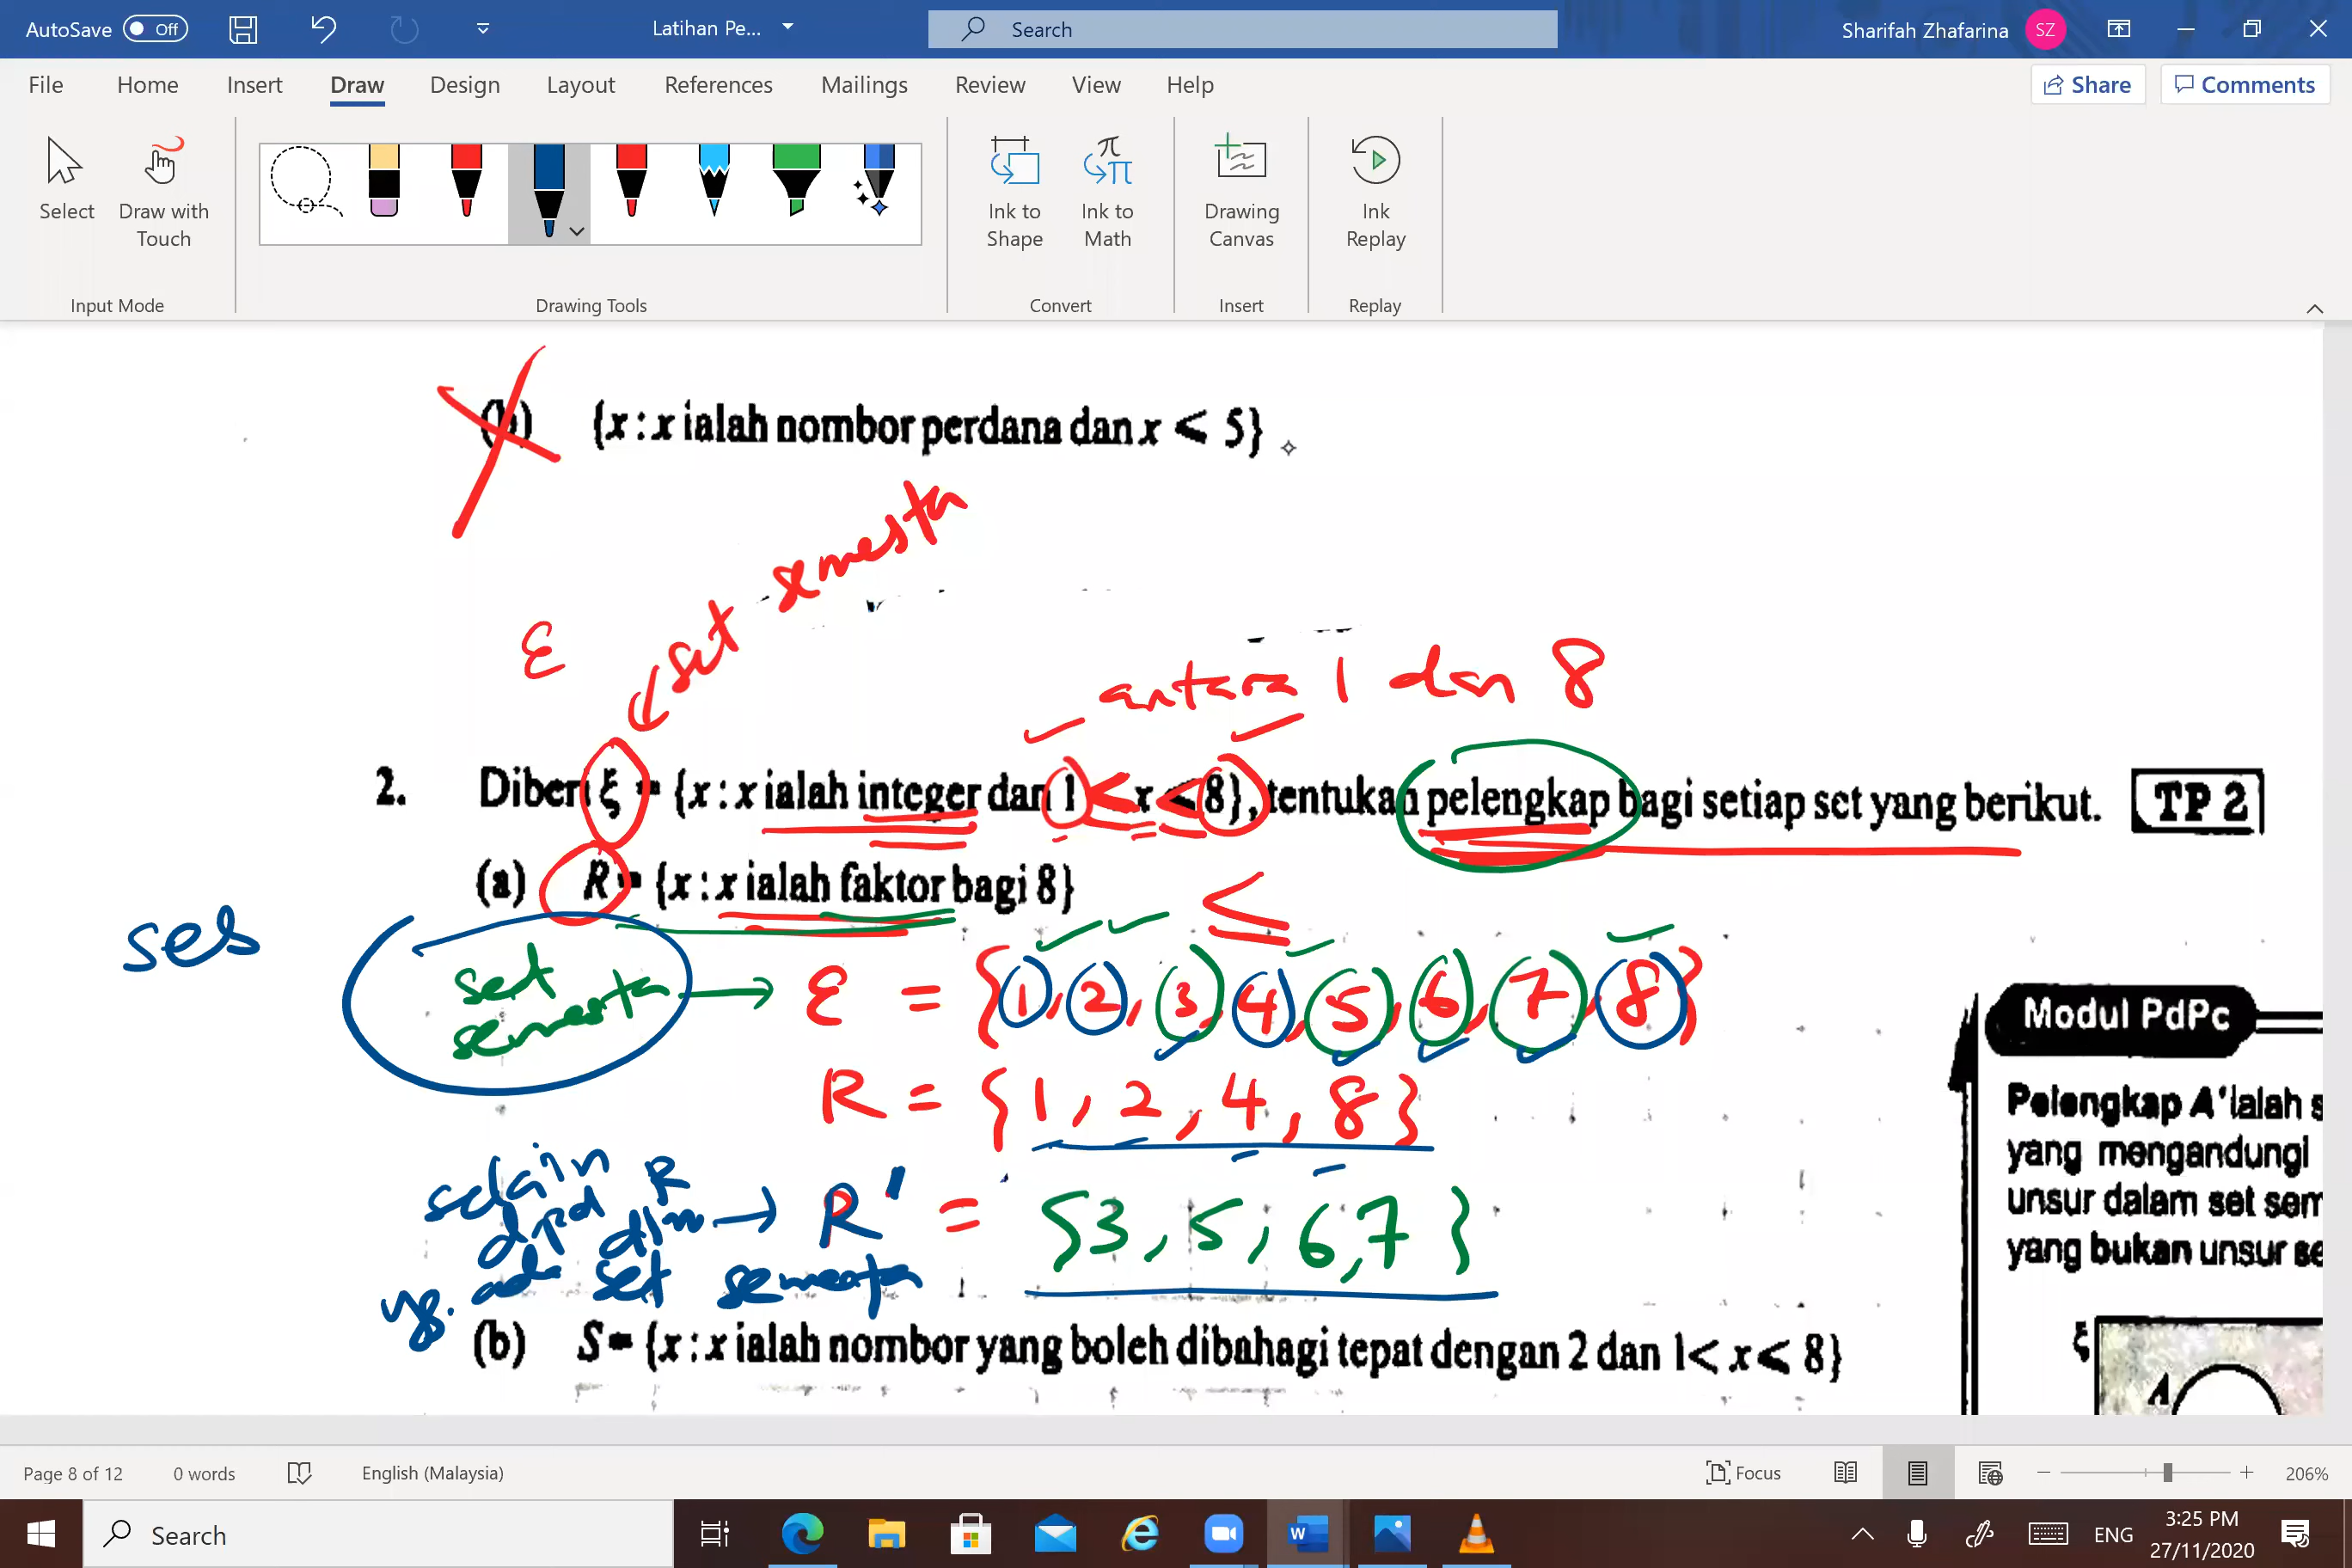 AutoSave Off Latihan Pe... Search Sharifah Zhafarina SZ
File Home Insert Draw Design Layout References Mailings Review View Help Share Comments
Select Draw with Touch Ink to Shape Ink to Math Drawing Canvas Ink Replay
Input Mode Drawing Tools Convert Insert Replay
(b) {x : x ialah nombor perdana dan x < 5}
set semesta
ε
antara 1 dan 8
2. Diberi ξ = {x : x ialah integer dan 1 ≤ x ≤ 8}, tentukan pelengkap bagi setiap set yang berikut. TP 2
(a) R = {x : x ialah faktor bagi 8}
≤
ses
set semesta → ε = {1, 2, 3, 4, 5, 6, 7, 8}
R = {1, 2, 4, 8}
selain dpd R
yg. ada dlm set semesta → R' = {3, 5, 6, 7}
(b) S = {x : x ialah nombor yang boleh dibahagi tepat dengan 2 dan 1 < x ≤ 8}
Modul PdPc
Pelengkap A' ialah s
yang mengandungi
unsur dalam set sem
yang bukan unsur se
ξ
A
Page 8 of 12 0 words English (Malaysia) Focus 206%
Search ENG 3:25 PM
27/11/2020